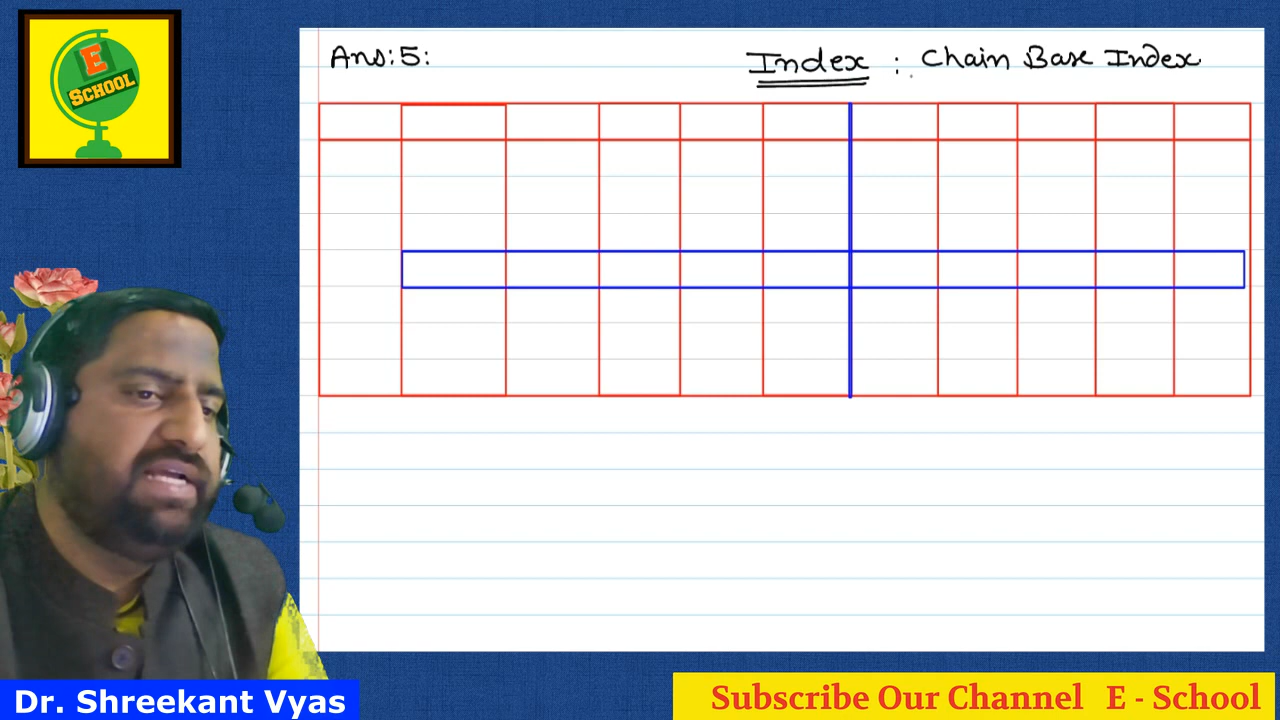 E
SCHOOL
Ans:5:
Index : Chain Base Index
Dr. Shreekant Vyas
Subscribe Our Channel E - School